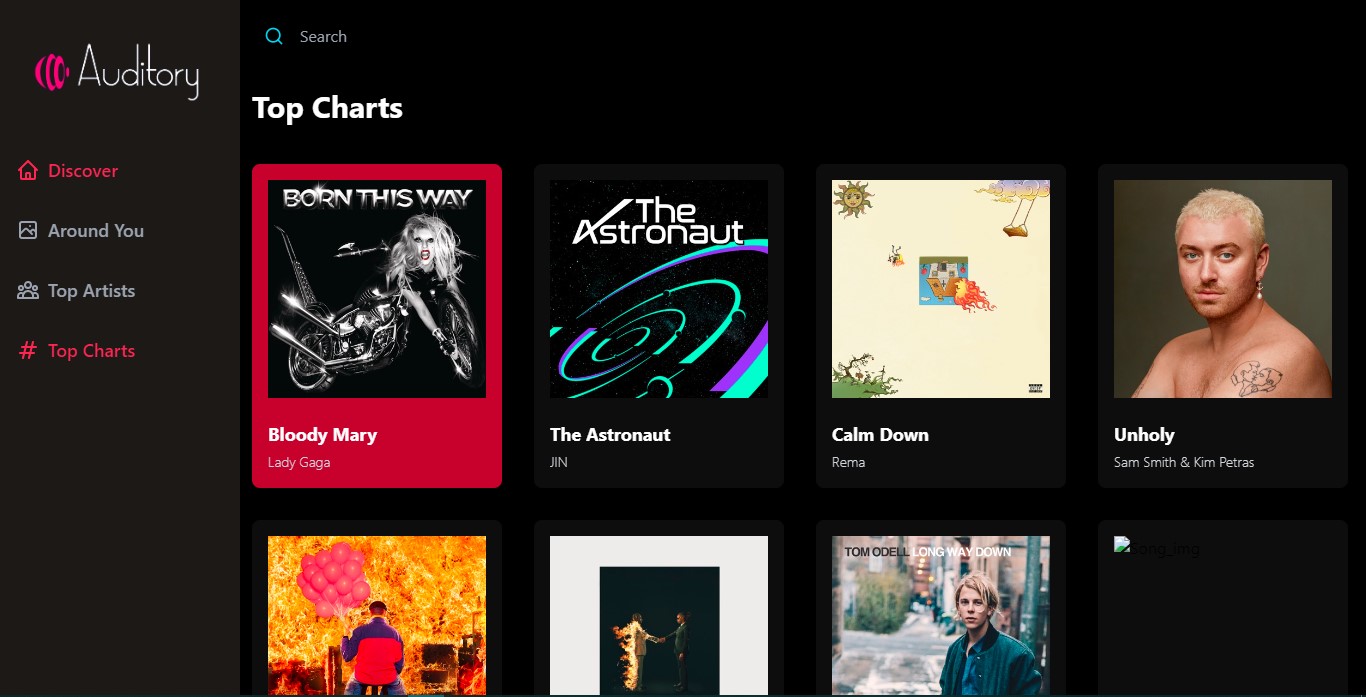 Auditory
Search
Top Charts
Discover
Around You
Top Artists
Top Charts
BORN THIS WAY
The
Astronaut
Bloody Mary
Lady Gaga
The Astronaut
JIN
Calm Down
Rema
Unholy
Sam Smith & Kim Petras
TOM ODELL LONG WAY DOWN
Song_img